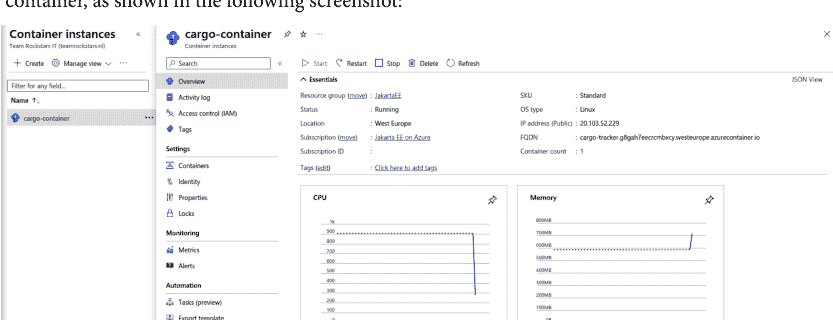 container, as shown in the following screenshot:
Container instances
Team Rockstars IT (teamrockstars.nl)
+ Create
Manage view
Filter for any field...
Name ↑↓
cargo-container
cargo-container
Container instances
Search
Overview
Activity log
Access control (IAM)
Tags
Settings
Containers
Identity
Properties
Locks
Monitoring
Metrics
Alerts
Automation
Tasks (preview)
Export template
Start
Restart
Stop
Delete
Refresh
Essentials
JSON View
Resource group (move) : JakartaEE
Status : Running
Location : West Europe
Subscription (move) : Jakarta EE on Azure
Subscription ID :
Tags (edit) : Click here to add tags
SKU : Standard
OS type : Linux
IP address (Public) : 20.103.52.229
FQDN : cargo-tracker.g8gah7eecrcmbxcy.westeurope.azurecontainer.io
Container count : 1
CPU
1k
900
800
700
600
500
400
300
200
100
0
Memory
800MB
700MB
600MB
500MB
400MB
300MB
200MB
100MB
0B